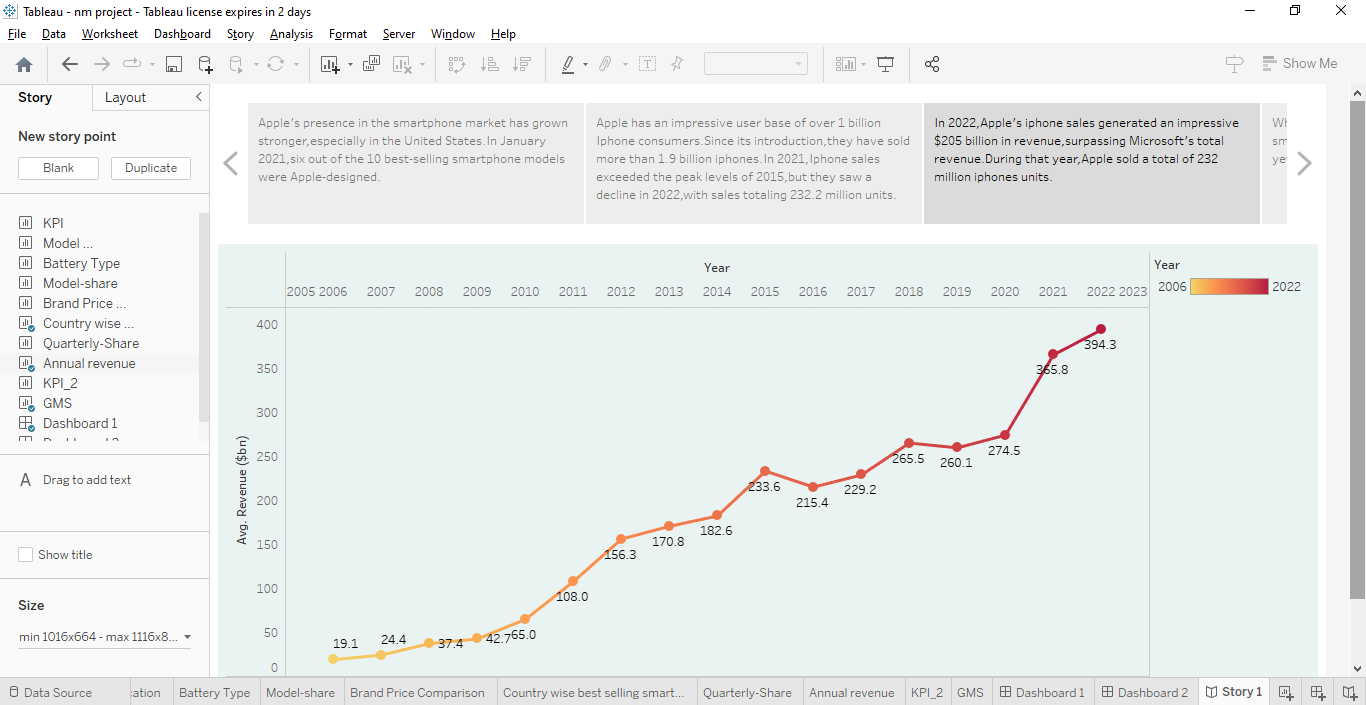 Tableau - nm project - Tableau license expires in 2 days
File Data Worksheet Dashboard Story Analysis Format Server Window Help
Show Me
Story Layout
New story point
Blank Duplicate
KPI
Model ...
Battery Type
Model-share
Brand Price ...
Country wise ...
Quarterly-Share
Annual revenue
KPI_2
GMS
Dashboard 1
A Drag to add text
Show title
Size
min 1016x664 - max 1116x8...
Apple's presence in the smartphone market has grown
stronger,especially in the United States.In January
2021,six out of the 10 best-selling smartphone models
were Apple-designed.
Apple has an impressive user base of over 1 billion
Iphone consumers.Since its introduction,they have sold
more than 1.9 billion iphones.In 2021,Iphone sales
exceeded the peak levels of 2015,but they saw a
decline in 2022,with sales totaling 232.2 million units.
In 2022,Apple's iphone sales generated an impressive
$205 billion in revenue,surpassing Microsoft's total
revenue.During that year,Apple sold a total of 232
million iphones units.
Year
2005 2006 2007 2008 2009 2010 2011 2012 2013 2014 2015 2016 2017 2018 2019 2020 2021 2022 2023
Avg. Revenue ($bn)
400
350
300
250
200
150
100
50
0
19.1
24.4
37.4
42.7
65.0
108.0
156.3
170.8
182.6
233.6
215.4
229.2
265.5
260.1
274.5
365.8
394.3
Year
2006 2022
Data Source Battery Type Model-share Brand Price Comparison Country wise best selling smart... Quarterly-Share Annual revenue KPI_2 GMS Dashboard 1 Dashboard 2 Story 1